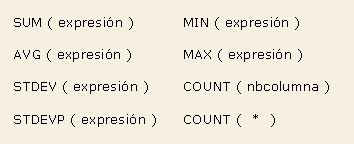 SUM ( expresión ) MIN ( expresión )
AVG ( expresión ) MAX ( expresión )
STDEV ( expresión ) COUNT ( nbcolumna )
STDEVP ( expresión ) COUNT ( * )